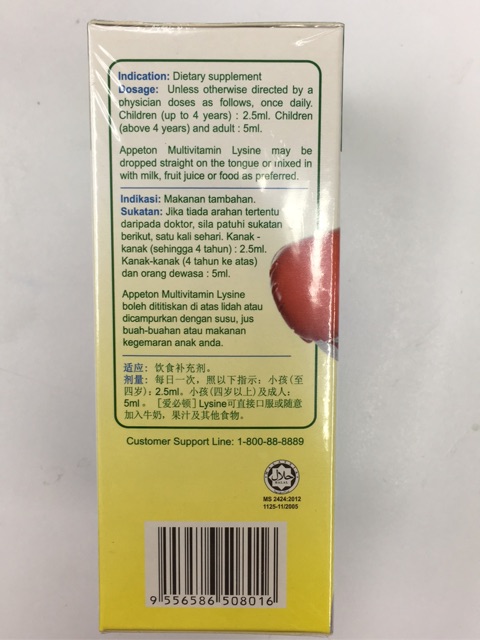 Indication: Dietary supplement
Dosage: Unless otherwise directed by a
physician doses as follows, once daily.
Children (up to 4 years) : 2.5ml. Children
(above 4 years) and adult : 5ml.
Appeton Multivitamin Lysine may be
dropped straight on the tongue or mixed in
with milk, fruit juice or food as preferred.
Indikasi: Makanan tambahan.
Sukatan: Jika tiada arahan tertentu
daripada doktor, sila patuhi sukatan
berikut, satu kali sehari. Kanak -
kanak (sehingga 4 tahun) : 2.5ml.
Kanak-kanak (4 tahun ke atas)
dan orang dewasa : 5ml.
Appeton Multivitamin Lysine
boleh dititiskan di atas lidah atau
dicampurkan dengan susu, jus
buah-buahan atau makanan
kegemaran anak anda.
适应: 饮食补充剂。
剂量: 每日一次，照以下指示: 小孩(至
四岁): 2.5ml。小孩(四岁以上)及成人:
5ml。[爱必顿] Lysine可直接口服或随意
加入牛奶，果汁及其他食物。
Customer Support Line: 1-800-88-8889
حلال
HALAL
MS 2424:2012
1125-11/2005
9 556586 508016